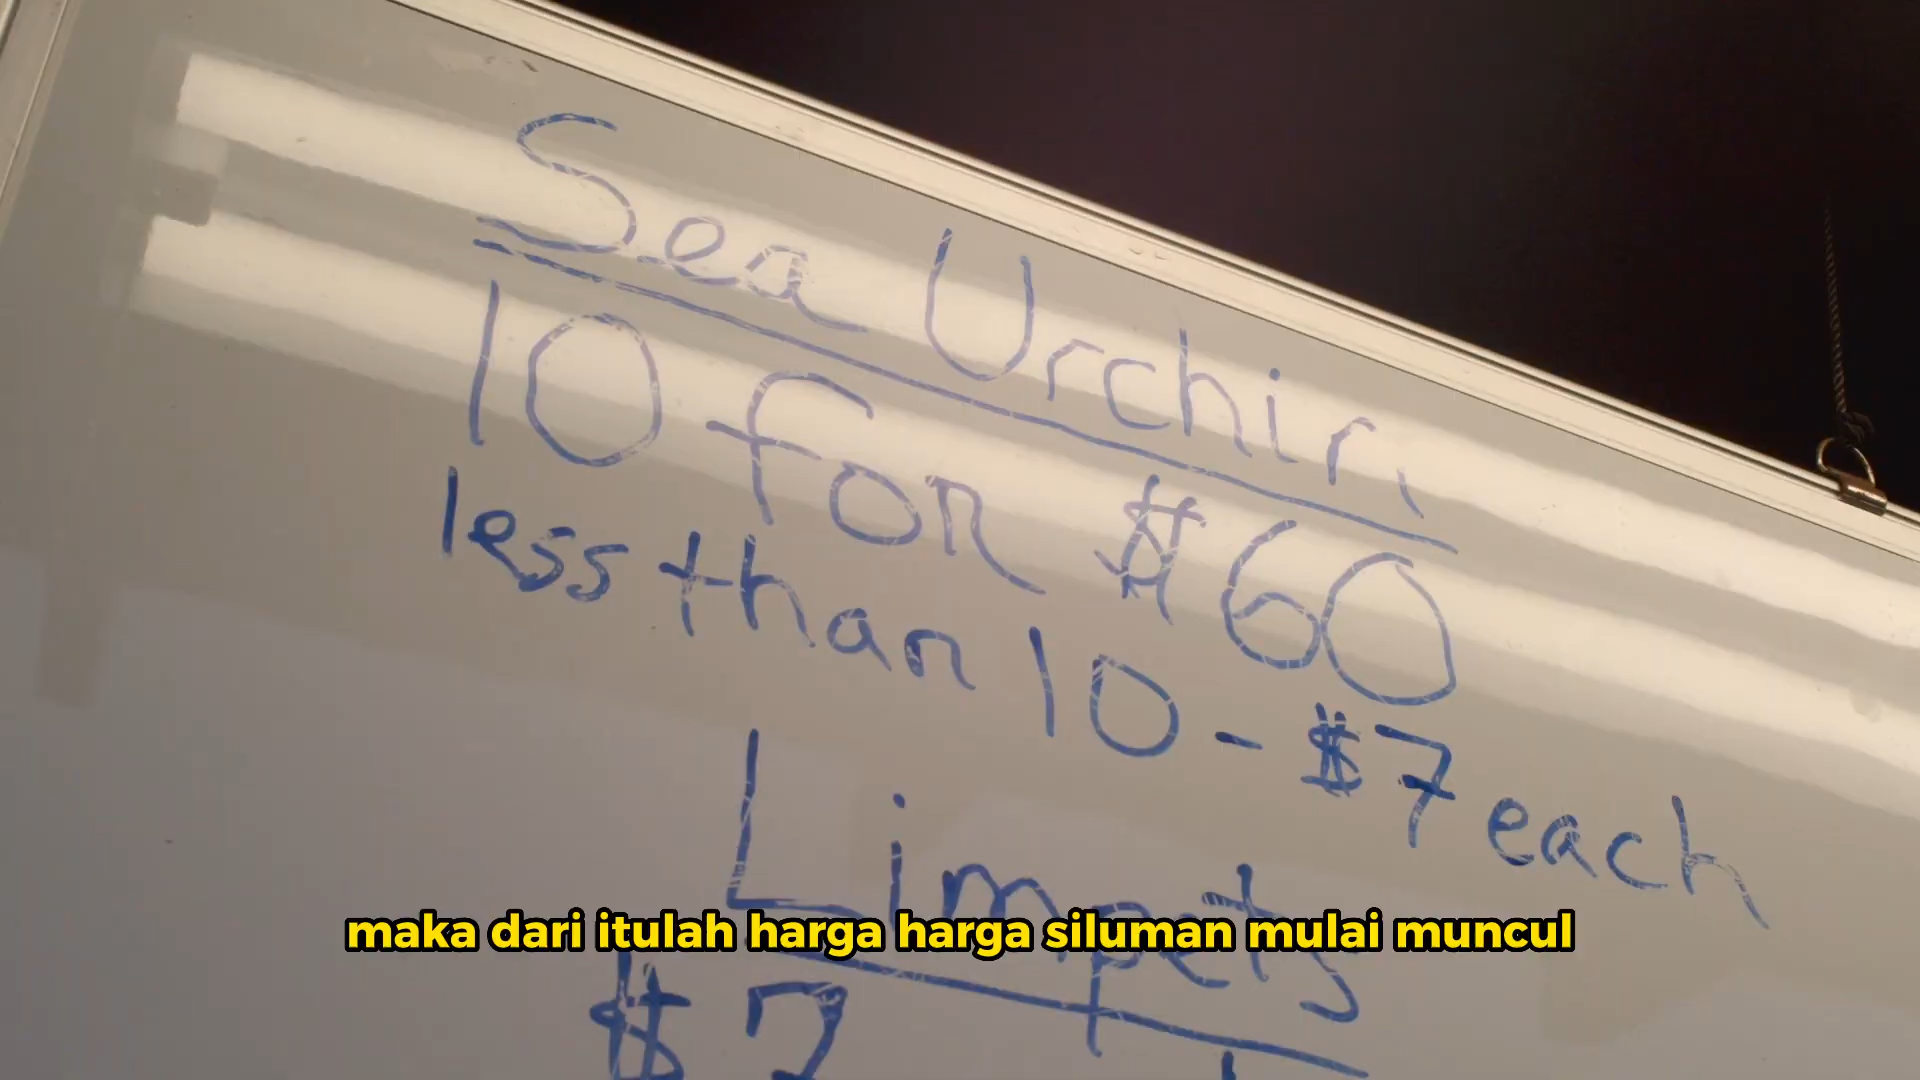 Sea Urchin
10 for $60
less than 10 - $7 each
Limpets
maka dari itulah harga harga siluman mulai muncul
$7